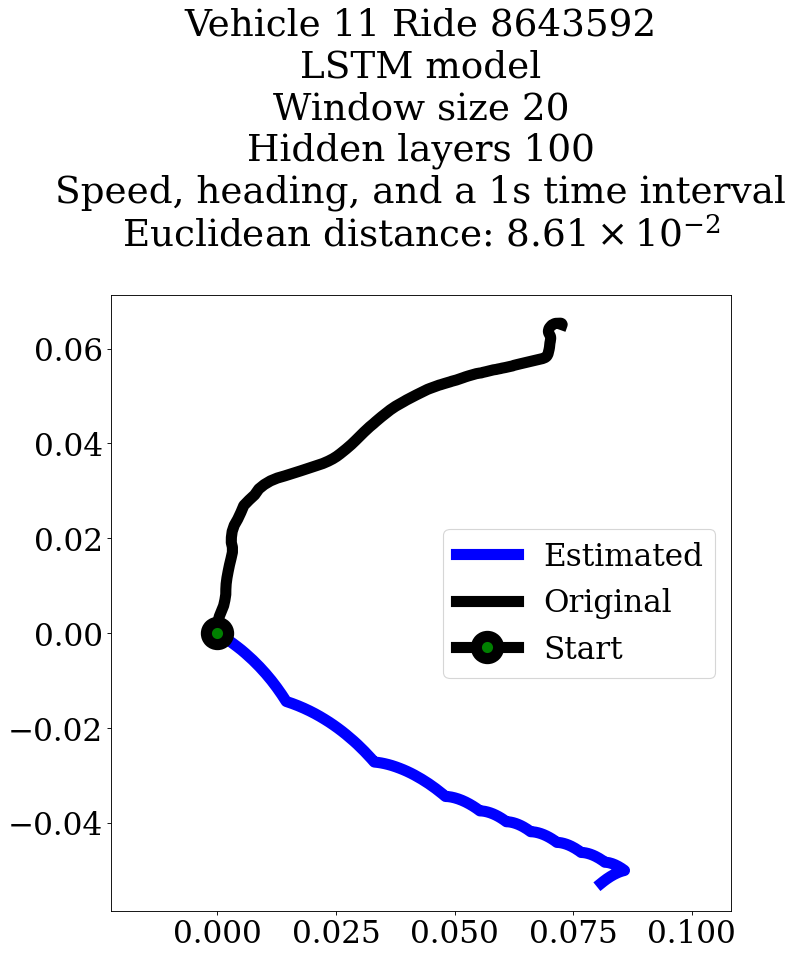 Vehicle 11 Ride 8643592
LSTM model
Window size 20
Hidden layers 100
Speed, heading, and a 1s time interval
Euclidean distance: 8.61 × 10⁻²
0.06
0.04
0.02
0.00
−0.02
−0.04
Estimated
Original
Start
0.000 0.025 0.050 0.075 0.100